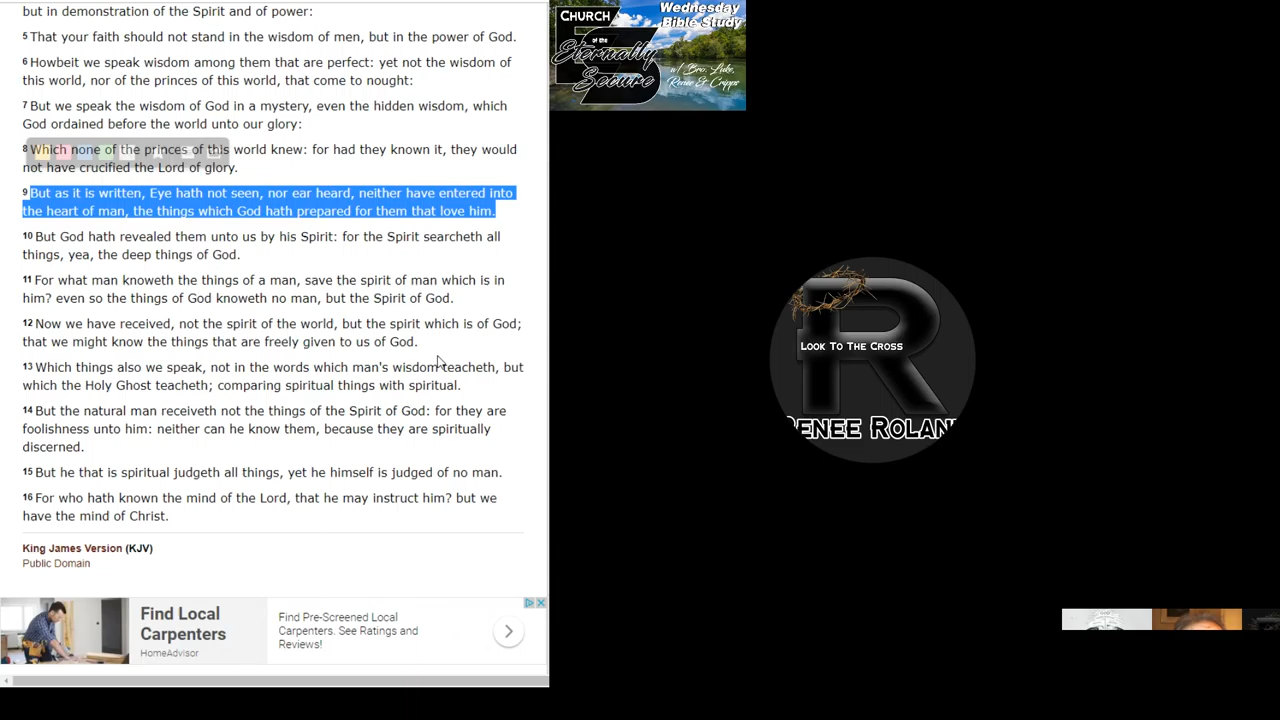 but in demonstration of the Spirit and of power:
5 That your faith should not stand in the wisdom of men, but in the power of God.
6 Howbeit we speak wisdom among them that are perfect: yet not the wisdom of
this world, nor of the princes of this world, that come to nought:
7 But we speak the wisdom of God in a mystery, even the hidden wisdom, which
God ordained before the world unto our glory:
8 Which none of the princes of this world knew: for had they known it, they would
not have crucified the Lord of glory.
9 But as it is written, Eye hath not seen, nor ear heard, neither have entered into
the heart of man, the things which God hath prepared for them that love him.
10 But God hath revealed them unto us by his Spirit: for the Spirit searcheth all
things, yea, the deep things of God.
11 For what man knoweth the things of a man, save the spirit of man which is in
him? even so the things of God knoweth no man, but the Spirit of God.
12 Now we have received, not the spirit of the world, but the spirit which is of God;
that we might know the things that are freely given to us of God.
13 Which things also we speak, not in the words which man's wisdom teacheth, but
which the Holy Ghost teacheth; comparing spiritual things with spiritual.
14 But the natural man receiveth not the things of the Spirit of God: for they are
foolishness unto him: neither can he know them, because they are spiritually
discerned.
15 But he that is spiritual judgeth all things, yet he himself is judged of no man.
16 For who hath known the mind of the Lord, that he may instruct him? but we
have the mind of Christ.
King James Version (KJV)
Public Domain
Find Local
Carpenters
HomeAdvisor
Find Pre-Screened Local
Carpenters. See Ratings and
Reviews!
CHURCH
of the
Eternally
Secure
Wednesday
Bible Study
w/ Bro. Luke,
Renee & Cripps
R
LOOK TO THE CROSS
RENEE ROLAN